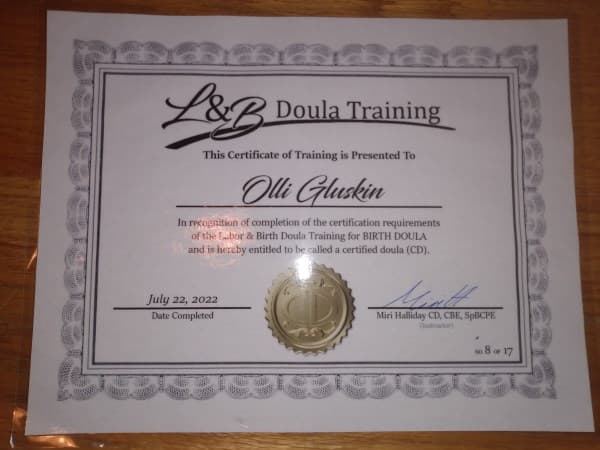 L&B Doula Training
This Certificate of Training is Presented To
Olli Gluskin
In recognition of completion of the certification requirements
of the Labor & Birth Doula Training for BIRTH DOULA
and is hereby entitled to be called a certified doula (CD).
July 22, 2022
Date Completed
Miri Halliday CD, CBE, SpBCPE
(Instructor)
no 8 of 17